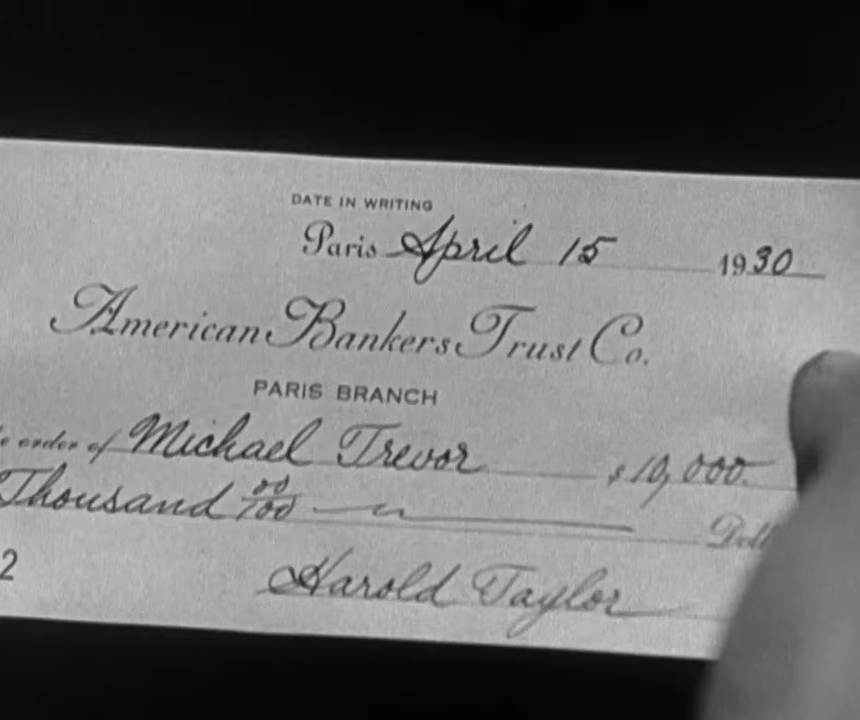 DATE IN WRITING
Paris April 15 1930
American Bankers Trust Co.
PARIS BRANCH
order of Michael Trevor $10,000.
Thousand 00/100
2
Harold Taylor